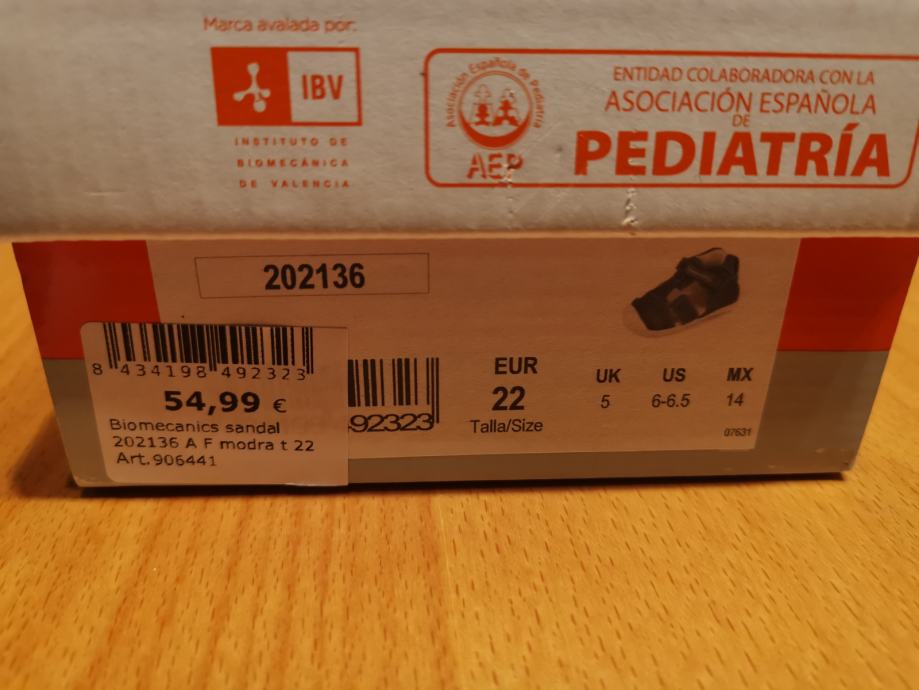 Marca avalada por:
IBV
INSTITUTO DE
BIOMECÁNICA
DE VALENCIA
Asociación Española de Pediatría
AEP
ENTIDAD COLABORADORA CON LA
ASOCIACIÓN ESPAÑOLA
DE
PEDIATRÍA
202136
8 434198 492323
54,99 €
Biomecanics sandal
202136 A F modra t 22
Art.906441
92323
EUR
22
Talla/Size
UK
5
US
6-6.5
MX
14
07631